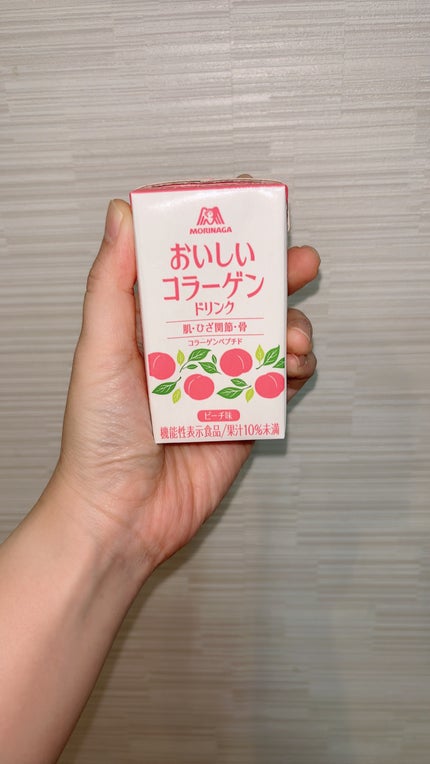 MORINAGA
おいしい
コラーゲン
ドリンク
肌・ひざ関節・骨
コラーゲンペプチド
ピーチ味
機能性表示食品/果汁10%未満